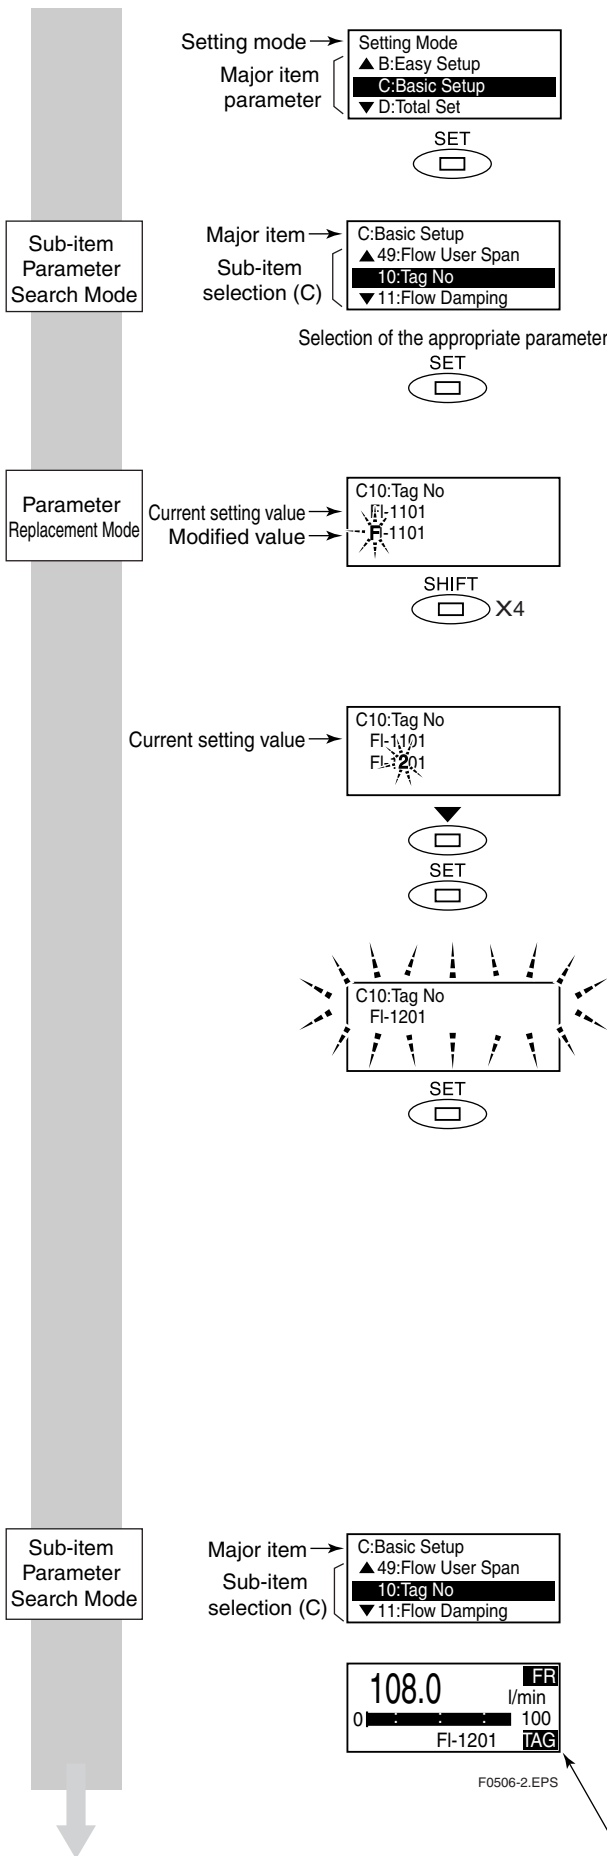 Setting mode
Major item
parameter
Setting Mode
▲ B:Easy Setup
C:Basic Setup
▼ D:Total Set
SET
Sub-item
Parameter
Search Mode
Major item
Sub-item
selection (C)
C:Basic Setup
▲ 49:Flow User Span
10:Tag No
▼ 11:Flow Damping
Selection of the appropriate parameter
SET
Parameter
Replacement Mode
Current setting value
Modified value
C10:Tag No
FI-1101
FI-1101
SHIFT
X4
Current setting value
C10:Tag No
FI-1101
FI-1201
▼
SET
C10:Tag No
FI-1201
SET
Sub-item
Parameter
Search Mode
Major item
Sub-item
selection (C)
C:Basic Setup
▲ 49:Flow User Span
10:Tag No
▼ 11:Flow Damping
108.0 FR
l/min
0 100
FI-1201 TAG
F0506-2.EPS